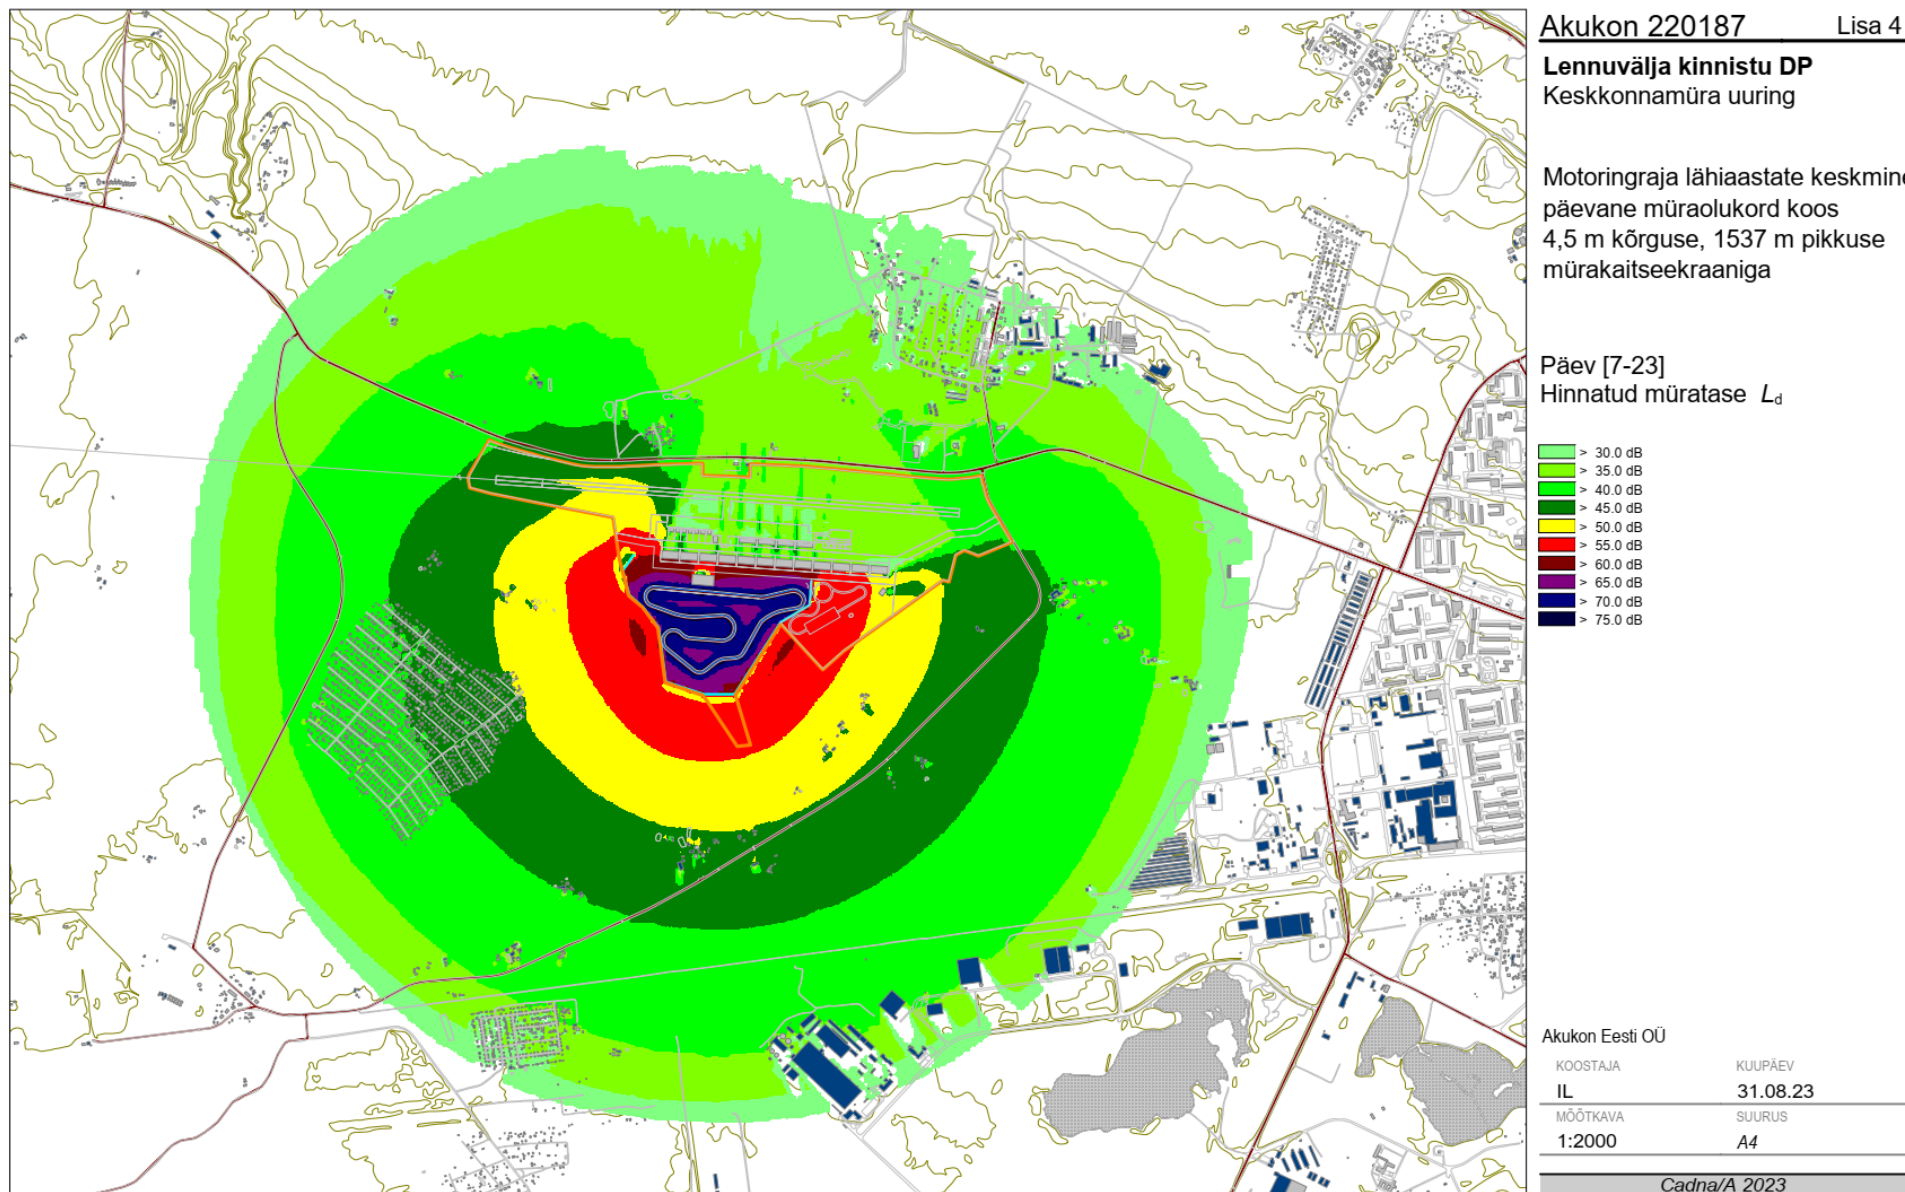 Akukon 220187 Lisa 4
Lennuvälja kinnistu DP
Keskkonnamüra uuring
Motoringraja lähiaastate keskmine
päevane müraolukord koos
4,5 m kõrguse, 1537 m pikkuse
mürakaitseekraaniga
Päev [7-23]
Hinnatud müratase Ld
> 30.0 dB
> 35.0 dB
> 40.0 dB
> 45.0 dB
> 50.0 dB
> 55.0 dB
> 60.0 dB
> 65.0 dB
> 70.0 dB
> 75.0 dB
Akukon Eesti OÜ
KOOSTAJA KUUPÄEV
IL 31.08.23
MÕÕTKAVA SUURUS
1:2000 A4
Cadna/A 2023